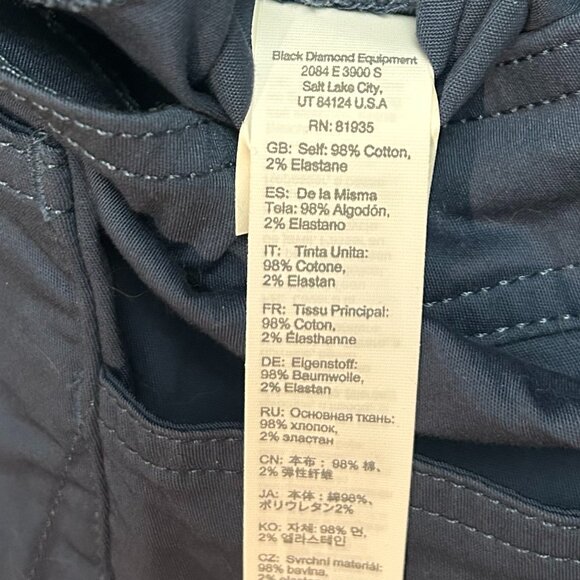 Black Diamond Equipment
2084 E 3900 S
Salt Lake City,
UT 84124 U.S.A
RN: 81935
GB: Self: 98% Cotton,
2% Elastane
ES: De la Misma
Tela: 98% Algodón,
2% Elastano
IT: Tinta Unita:
98% Cotone,
2% Elastan
FR: Tissu Principal:
98% Coton,
2% Élasthanne
DE: Eigenstoff:
98% Baumwolle,
2% Elastan
RU: Основная ткань:
98% хлопок,
2% эластан
CN: 本布: 98% 棉、
2% 弹性纤维
JA: 本体: 綿98%、
ポリウレタン2%
KO: 자체: 98% 면,
2% 엘라스테인
CZ: Svrchní materiál:
98% bavlna,
2% elastane